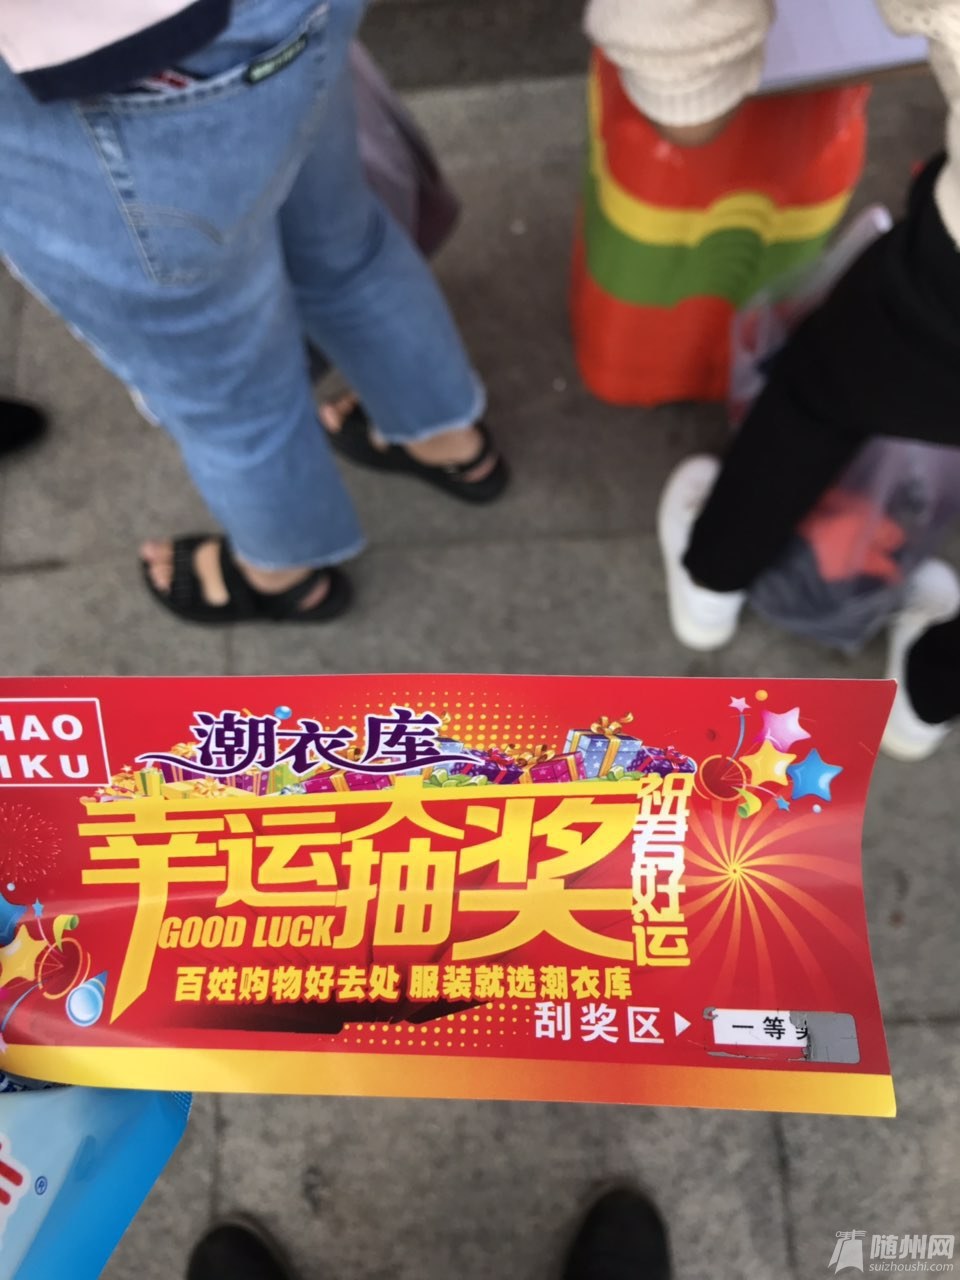 HAO
IKU
潮衣库
幸运大抽奖
祝君好运
GOOD LUCK
百姓购物好去处 服装就选潮衣库
刮奖区
一等奖
®
随州网
suizhoushi.com